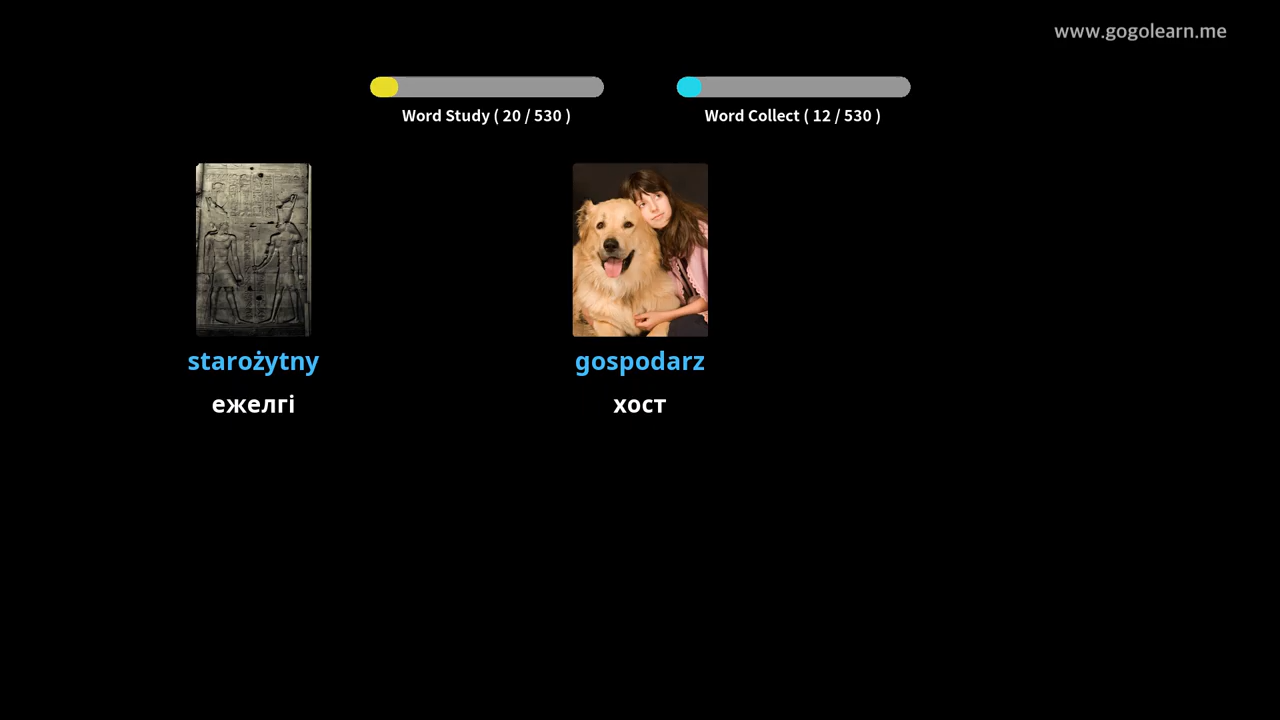 www.gogolearn.me
Word Study ( 20 / 530 )
Word Collect ( 12 / 530 )
starożytny
ежелгі
gospodarz
хост